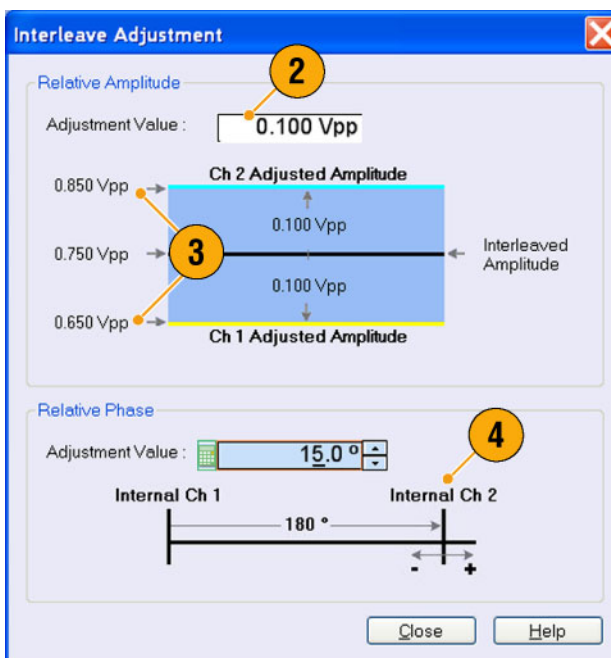 Interleave Adjustment
Relative Amplitude
2
Adjustment Value :
0.100 Vpp
Ch 2 Adjusted Amplitude
0.850 Vpp
0.100 Vpp
3
0.750 Vpp
Interleaved
Amplitude
0.100 Vpp
0.650 Vpp
Ch 1 Adjusted Amplitude
Relative Phase
4
Adjustment Value :
15.0 °
Internal Ch 1
Internal Ch 2
180 °
- +
Close
Help